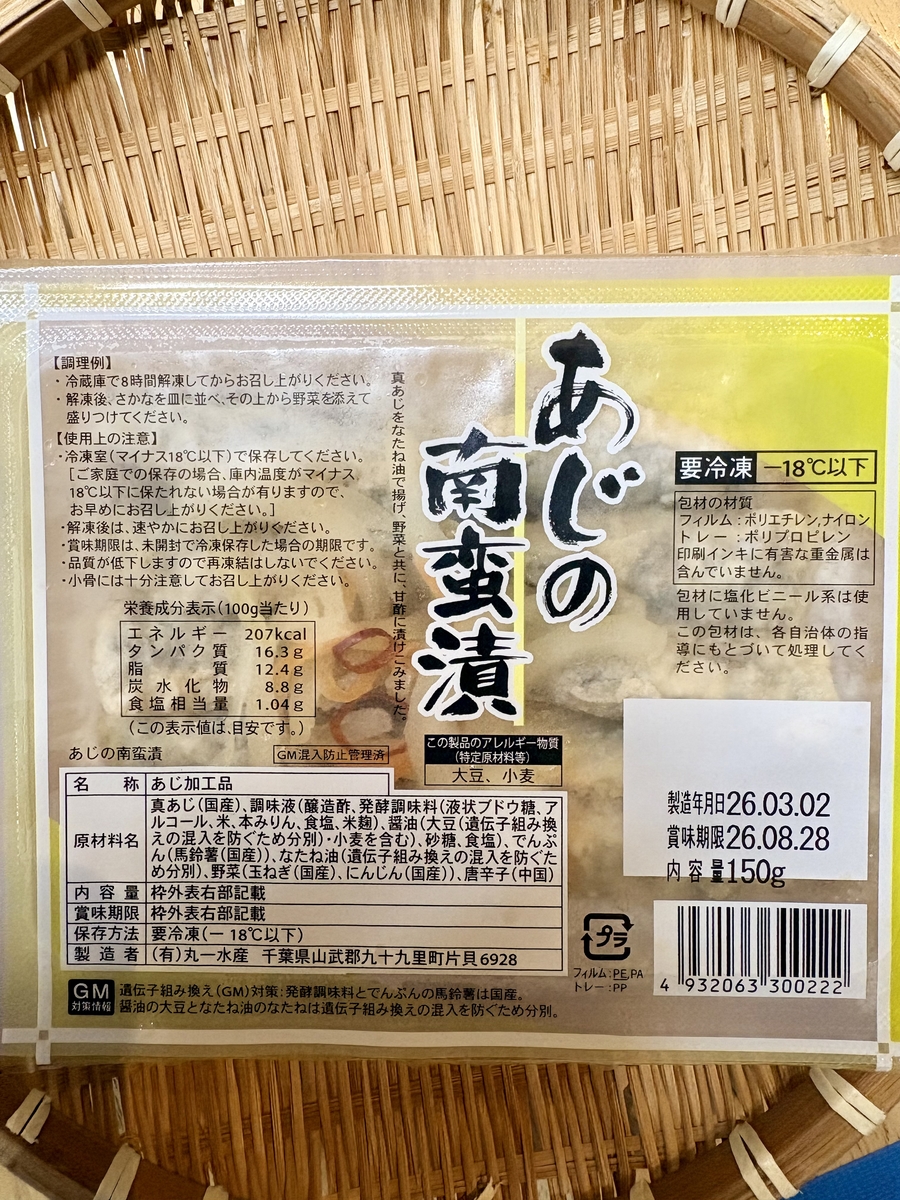 あじの
南蛮漬
真あじをなたね油で揚げ、野菜と共に、甘酢に漬けこみました。
【調理例】
・冷蔵庫で8時間解凍してからお召し上がりください。
・解凍後、さかなを皿に並べ、その上から野菜を添えて
盛りつけてください。
【使用上の注意】
・冷凍室(マイナス18℃以下)で保存してください。
[ご家庭での保存の場合、庫内温度がマイナス
18℃以下に保たれない場合が有りますので、
お早めにお召し上がりください。]
・解凍後は、速やかにお召し上がりください。
・賞味期限は、未開封で冷凍保存した場合の期限です。
・品質が低下しますので再凍結はしないでください。
・小骨には十分注意してお召し上がりください。
栄養成分表示(100g当たり)
エネルギー 207kcal
タンパク質 16.3g
脂質 12.4g
炭水化物 8.8g
食塩相当量 1.04g
(この表示値は、目安です。)
要冷凍 −18℃以下
包材の材質
フィルム:ポリエチレン,ナイロン
トレー:ポリプロピレン
印刷インキに有害な重金属は
含んでいません。
包材に塩化ビニール系は使
用していません。
この包材は、各自治体の指
導にもとづいて処理してく
ださい。
あじの南蛮漬
GM混入防止管理済
この製品のアレルギー物質
(特定原材料等)
大豆、小麦
名称 あじ加工品
原材料名 真あじ(国産)、調味液(醸造酢、発酵調味料(液状ブドウ糖、ア
ルコール、米、本みりん、食塩、米麹)、醤油(大豆(遺伝子組み換
えの混入を防ぐため分別)・小麦を含む)、砂糖、食塩)、でんぷ
ん(馬鈴薯(国産))、なたね油(遺伝子組み換えの混入を防ぐた
め分別)、野菜(玉ねぎ(国産)、にんじん(国産))、唐辛子(中国)
内容量 枠外表右部記載
賞味期限 枠外表右部記載
保存方法 要冷凍(−18℃以下)
製造者 (有)丸一水産 千葉県山武郡九十九里町片貝6928
製造年月日26.03.02
賞味期限26.08.28
内容量150g
プラ
フィルム:PE,PA
トレー:PP
4 932063 300222
GM
対策情報
遺伝子組み換え(GM)対策:発酵調味料とでんぷんの馬鈴薯は国産。
醤油の大豆となたね油のなたねは遺伝子組み換えの混入を防ぐため分別。